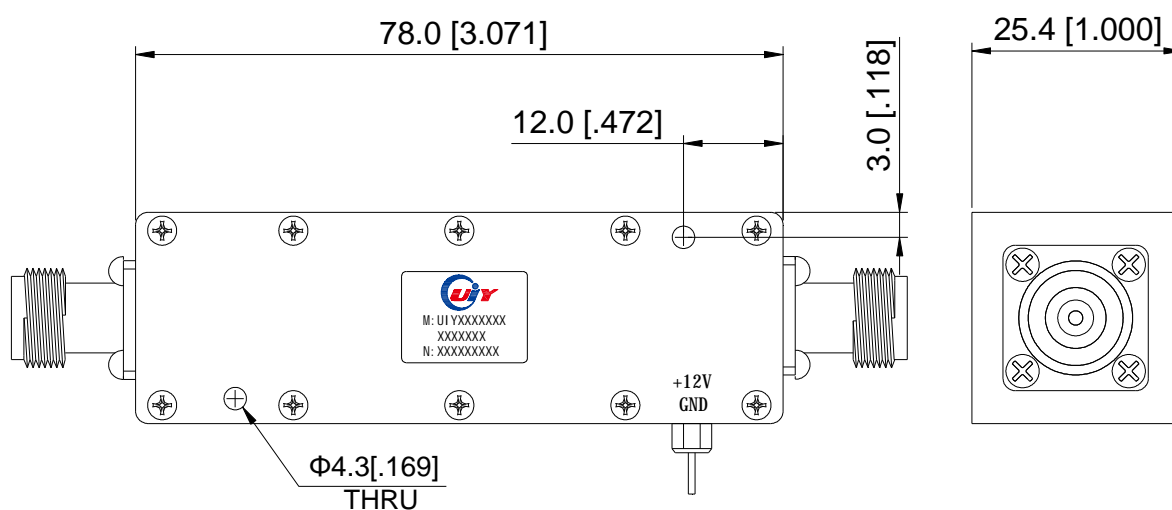 78.0 [3.071]
25.4 [1.000]
12.0 [.472]
3.0 [.118]
UiY
M: UIYXXXXXXX
XXXXXXX
N: XXXXXXXXX
+12V
GND
Φ4.3[.169]
THRU